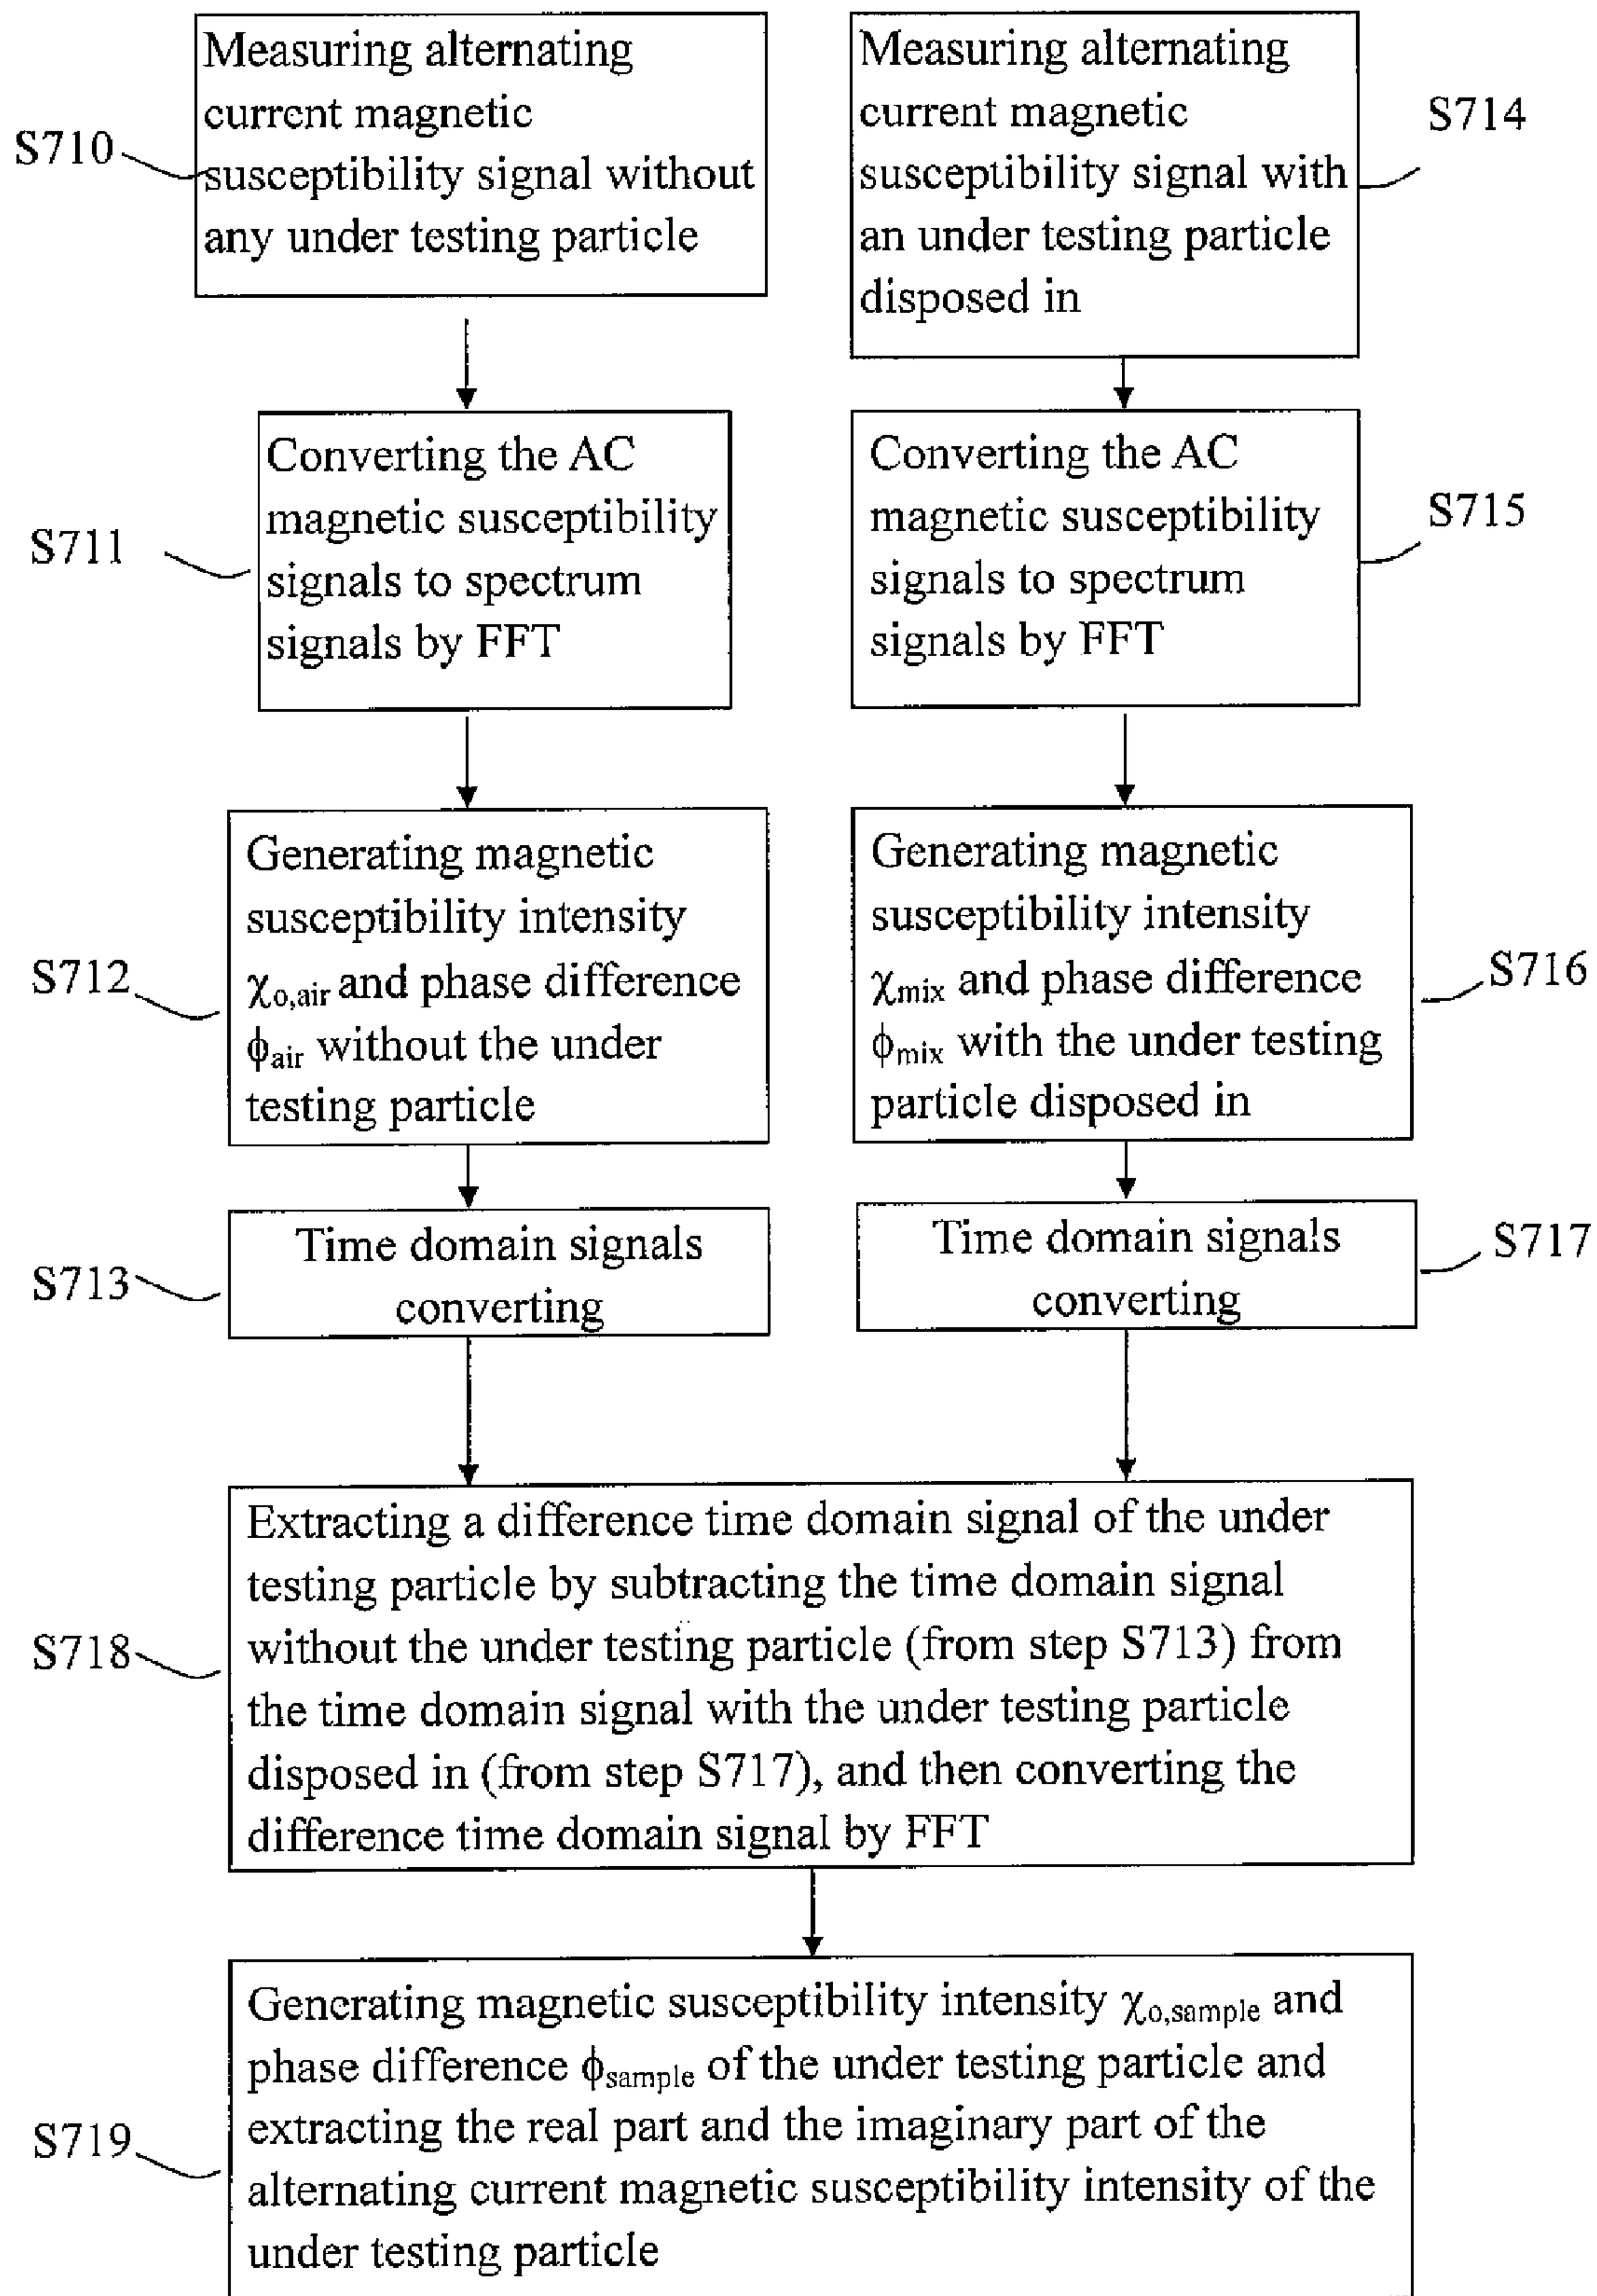 S710
Measuring alternating
current magnetic
susceptibility signal without
any under testing particle
S711
Converting the AC
magnetic susceptibility
signals to spectrum
signals by FFT
S712
Generating magnetic
susceptibility intensity
χo,air and phase difference
ϕair without the under
testing particle
S713
Time domain signals
converting
S714
Measuring alternating
current magnetic
susceptibility signal with
an under testing particle
disposed in
S715
Converting the AC
magnetic susceptibility
signals to spectrum
signals by FFT
S716
Generating magnetic
susceptibility intensity
χmix and phase difference
ϕmix with the under testing
particle disposed in
S717
Time domain signals
converting
S718
Extracting a difference time domain signal of the under
testing particle by subtracting the time domain signal
without the under testing particle (from step S713) from
the time domain signal with the under testing particle
disposed in (from step S717), and then converting the
difference time domain signal by FFT
S719
Generating magnetic susceptibility intensity χo,sample and
phase difference ϕsample of the under testing particle and
extracting the real part and the imaginary part of the
alternating current magnetic susceptibility intensity of the
under testing particle